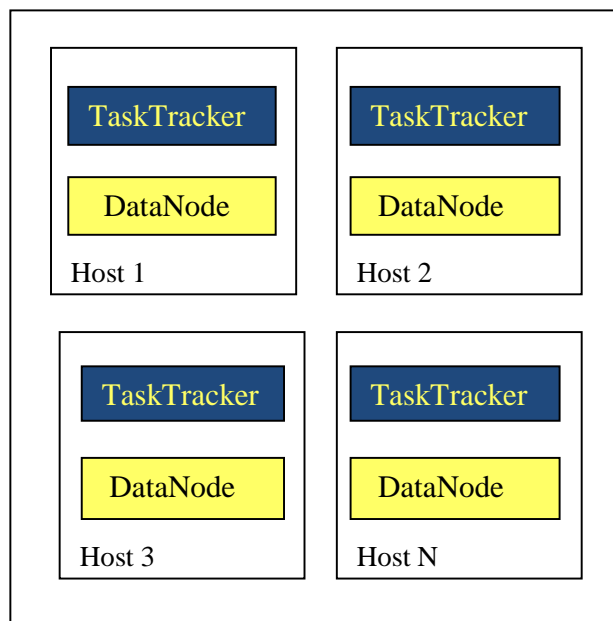 TaskTracker
DataNode
Host 1
TaskTracker
DataNode
Host 2
TaskTracker
DataNode
Host 3
TaskTracker
DataNode
Host N